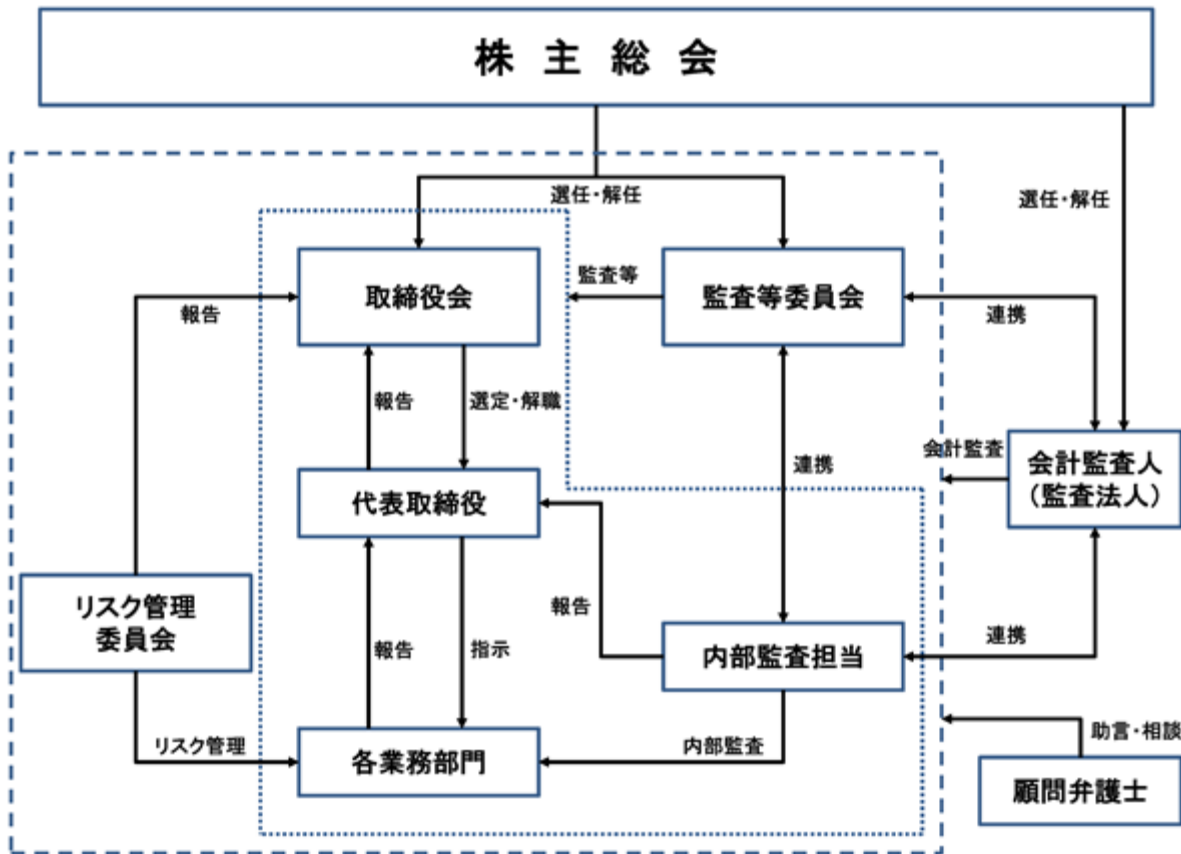 株 主 総 会
選任・解任
選任・解任
取締役会
監査等
監査等委員会
報告
連携
報告
選定・解職
連携
会計監査
会計監査人
(監査法人)
代表取締役
リスク管理
委員会
報告
指示
報告
内部監査担当
連携
リスク管理
各業務部門
内部監査
助言・相談
顧問弁護士